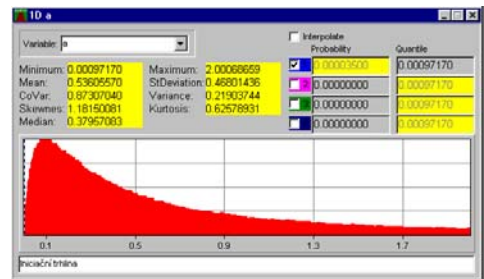 1D a
Variable: a
Interpolate
Probability Quantile
0.00003500 0.00097170
0.00000000 0.00097170
0.00000000 0.00097170
0.00000000 0.00097170
Minimum: 0.00097170 Maximum: 2.00068659
Mean: 0.53605570 StDeviation: 0.46801436
CoVar: 0.87307040 Variance: 0.21903744
Skewnes: 1.18150081 Kurtosis: 0.62578931
Median: 0.37957083
0.1 0.5 0.9 1.3 1.7
Iniciační trhlina